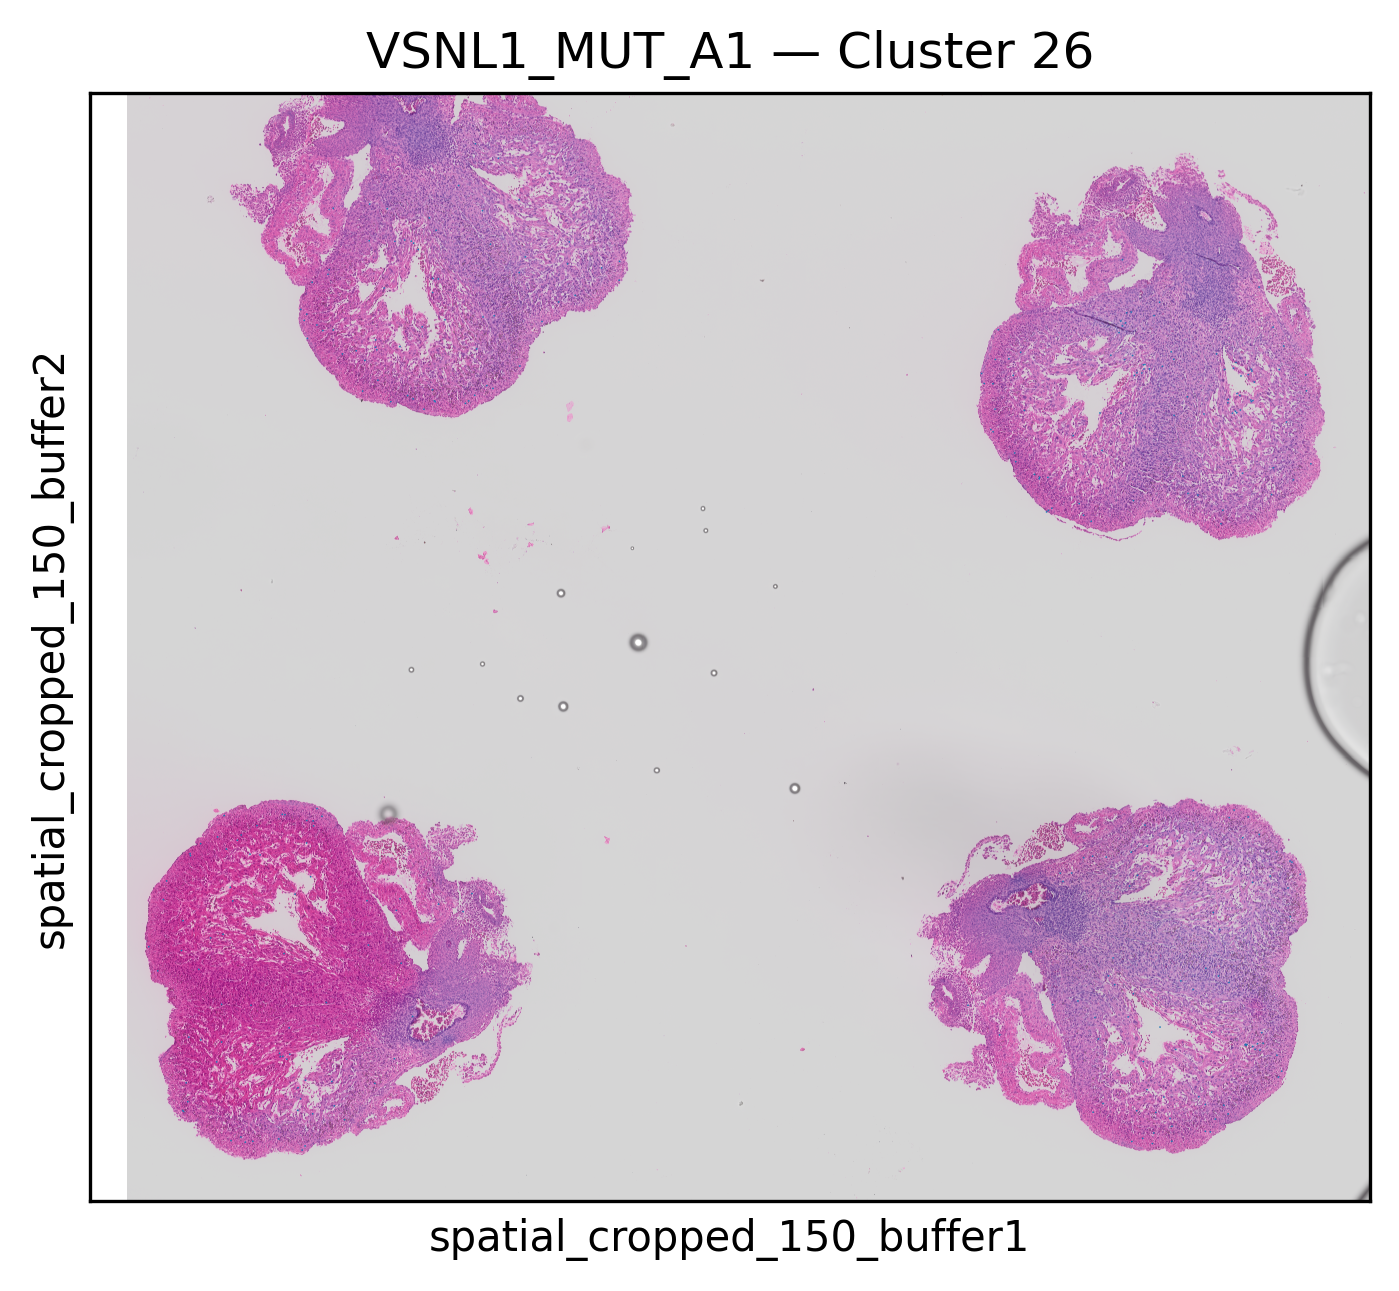 VSNL1_MUT_A1 — Cluster 26
spatial_cropped_150_buffer2
spatial_cropped_150_buffer1